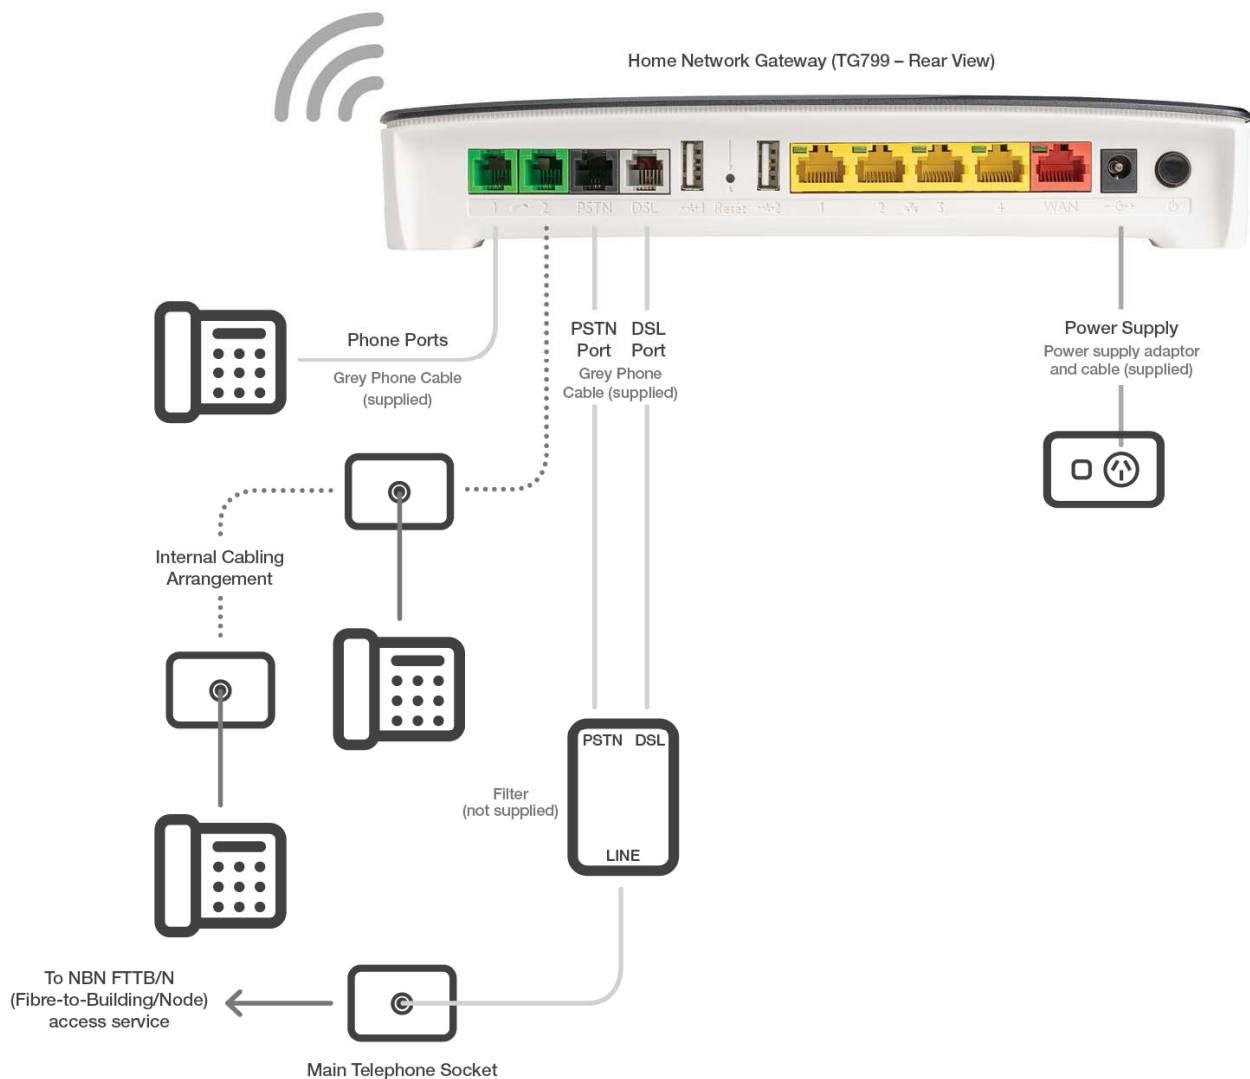 Home Network Gateway (TG799 – Rear View)
1 2 PSTN DSL 1 Reset 2 1 2 3 4 WAN
Phone Ports
Grey Phone Cable
(supplied)
PSTN
Port
DSL
Port
Grey Phone
Cable (supplied)
Power Supply
Power supply adaptor
and cable (supplied)
Internal Cabling
Arrangement
PSTN DSL
Filter
(not supplied)
LINE
To NBN FTTB/N
(Fibre-to-Building/Node)
access service
Main Telephone Socket